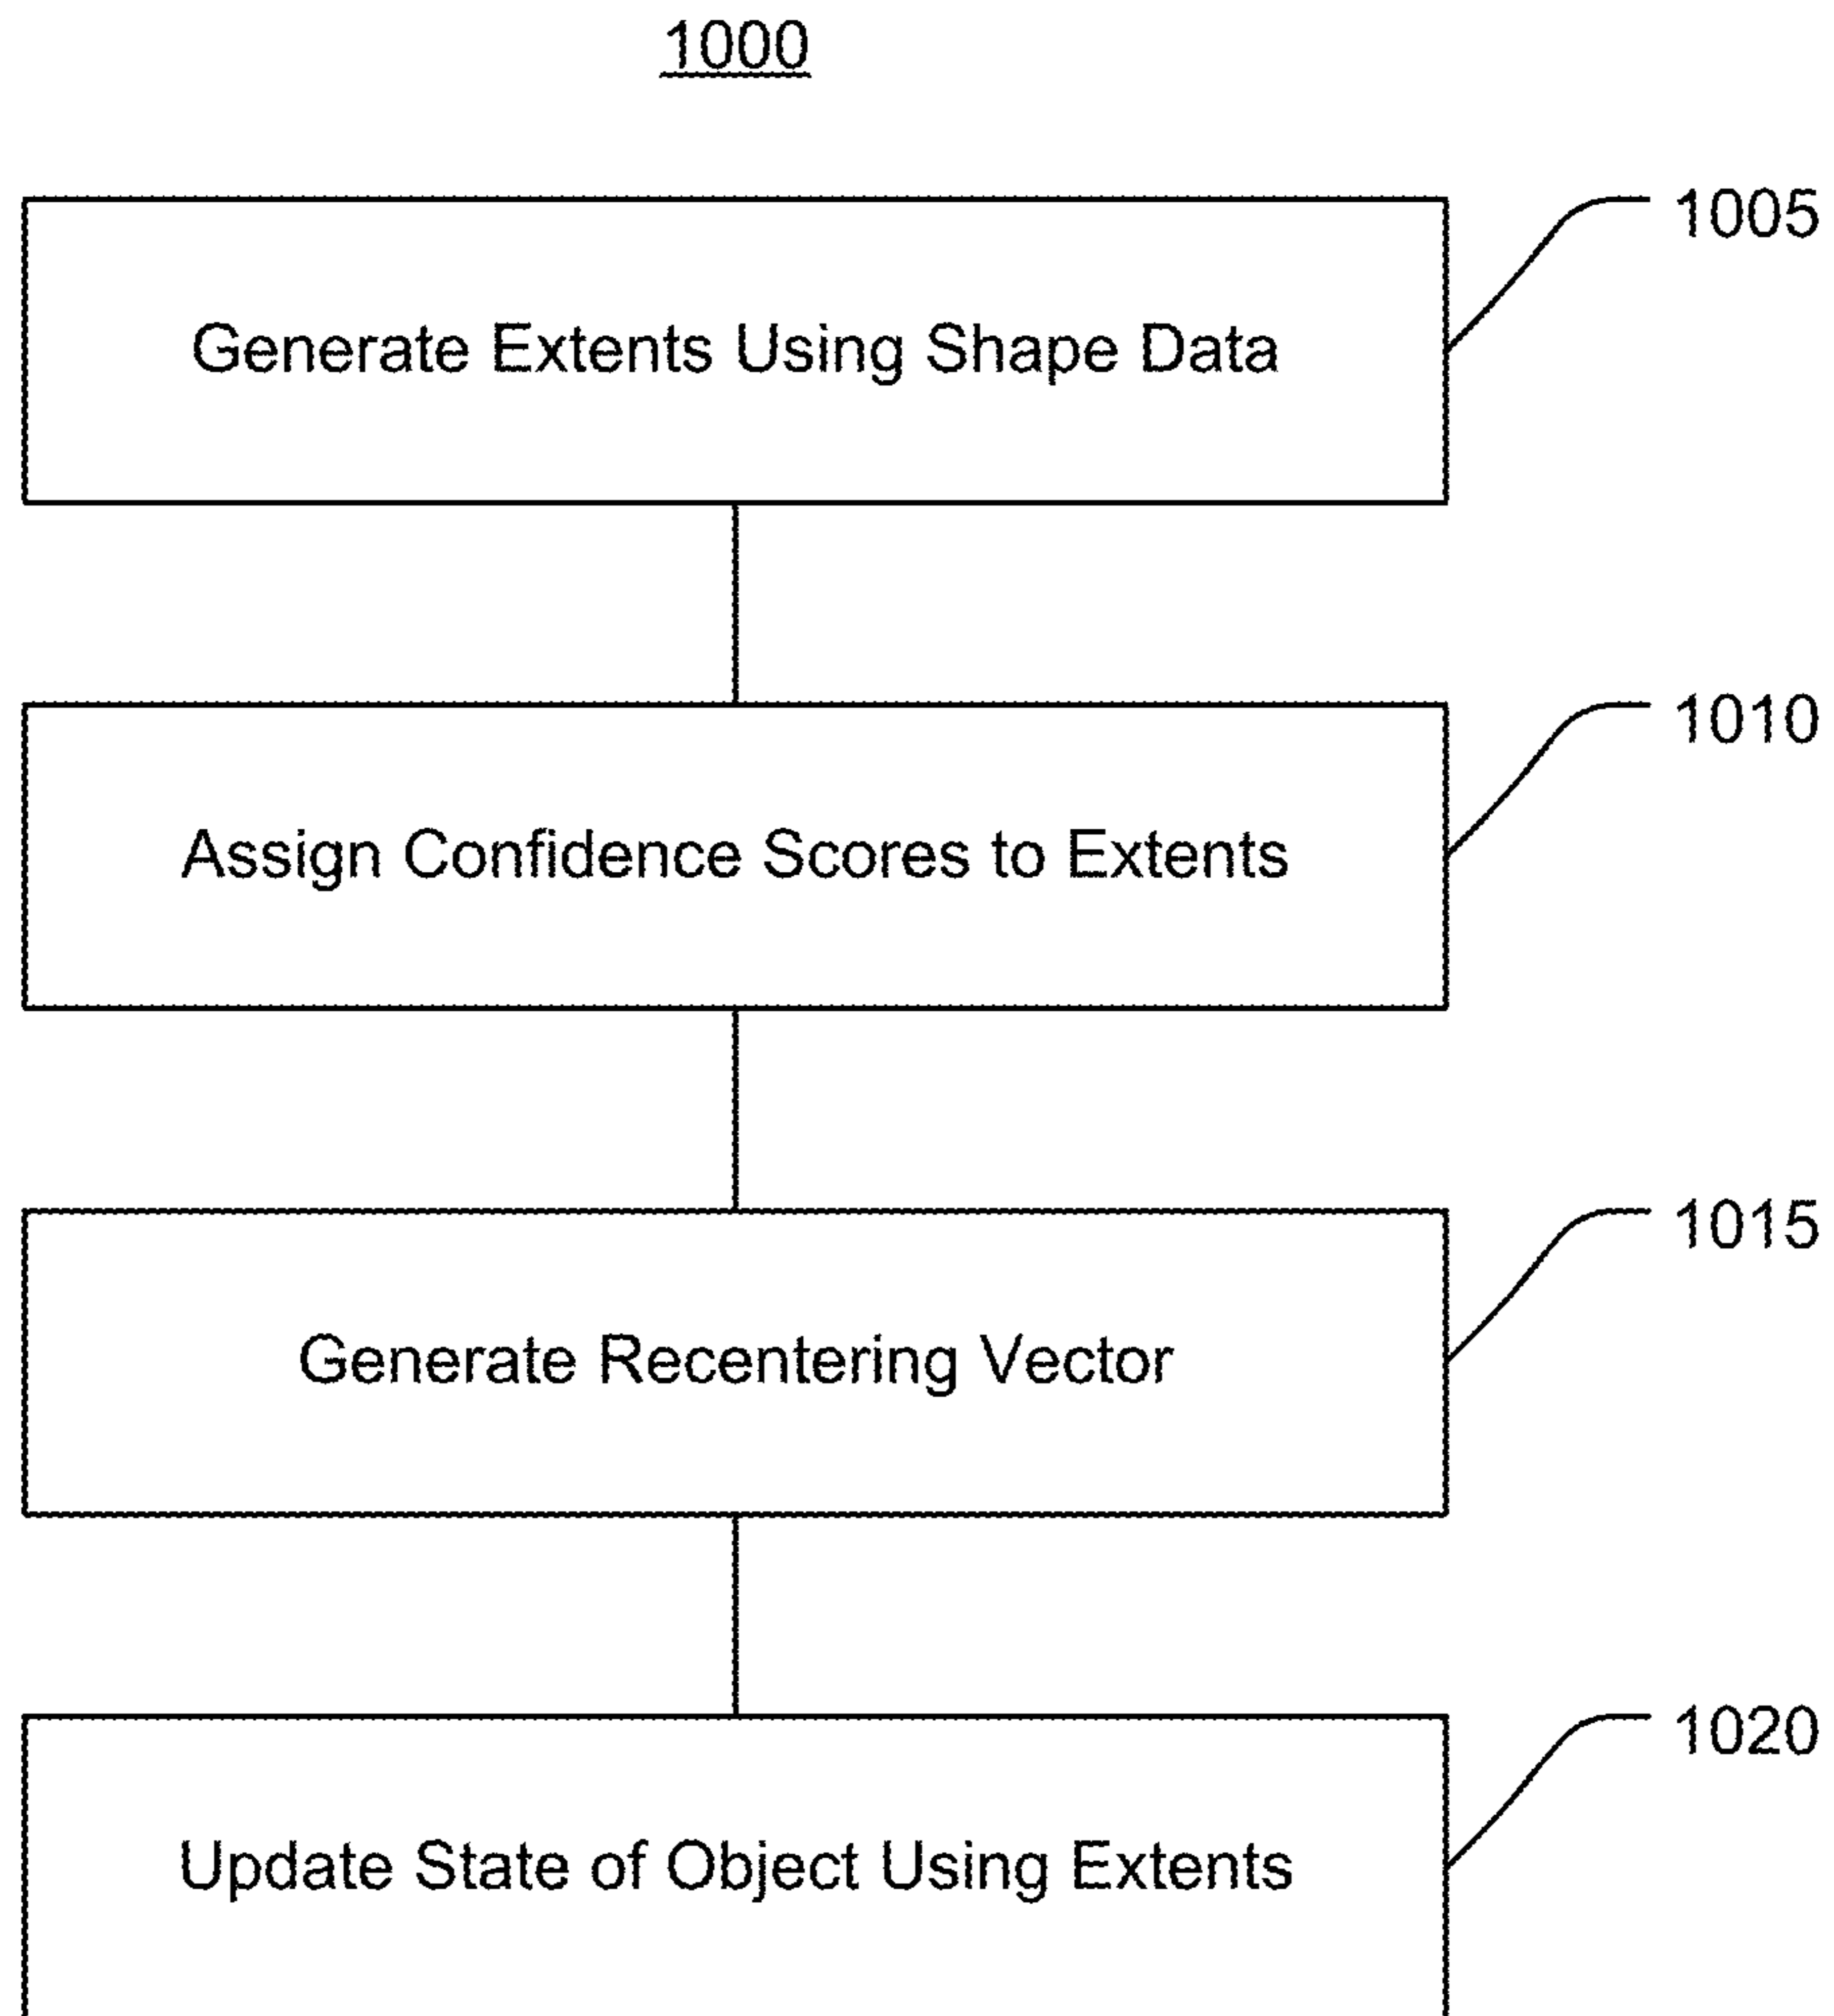 1000
1005
Generate Extents Using Shape Data
1010
Assign Confidence Scores to Extents
1015
Generate Recentering Vector
1020
Update State of Object Using Extents